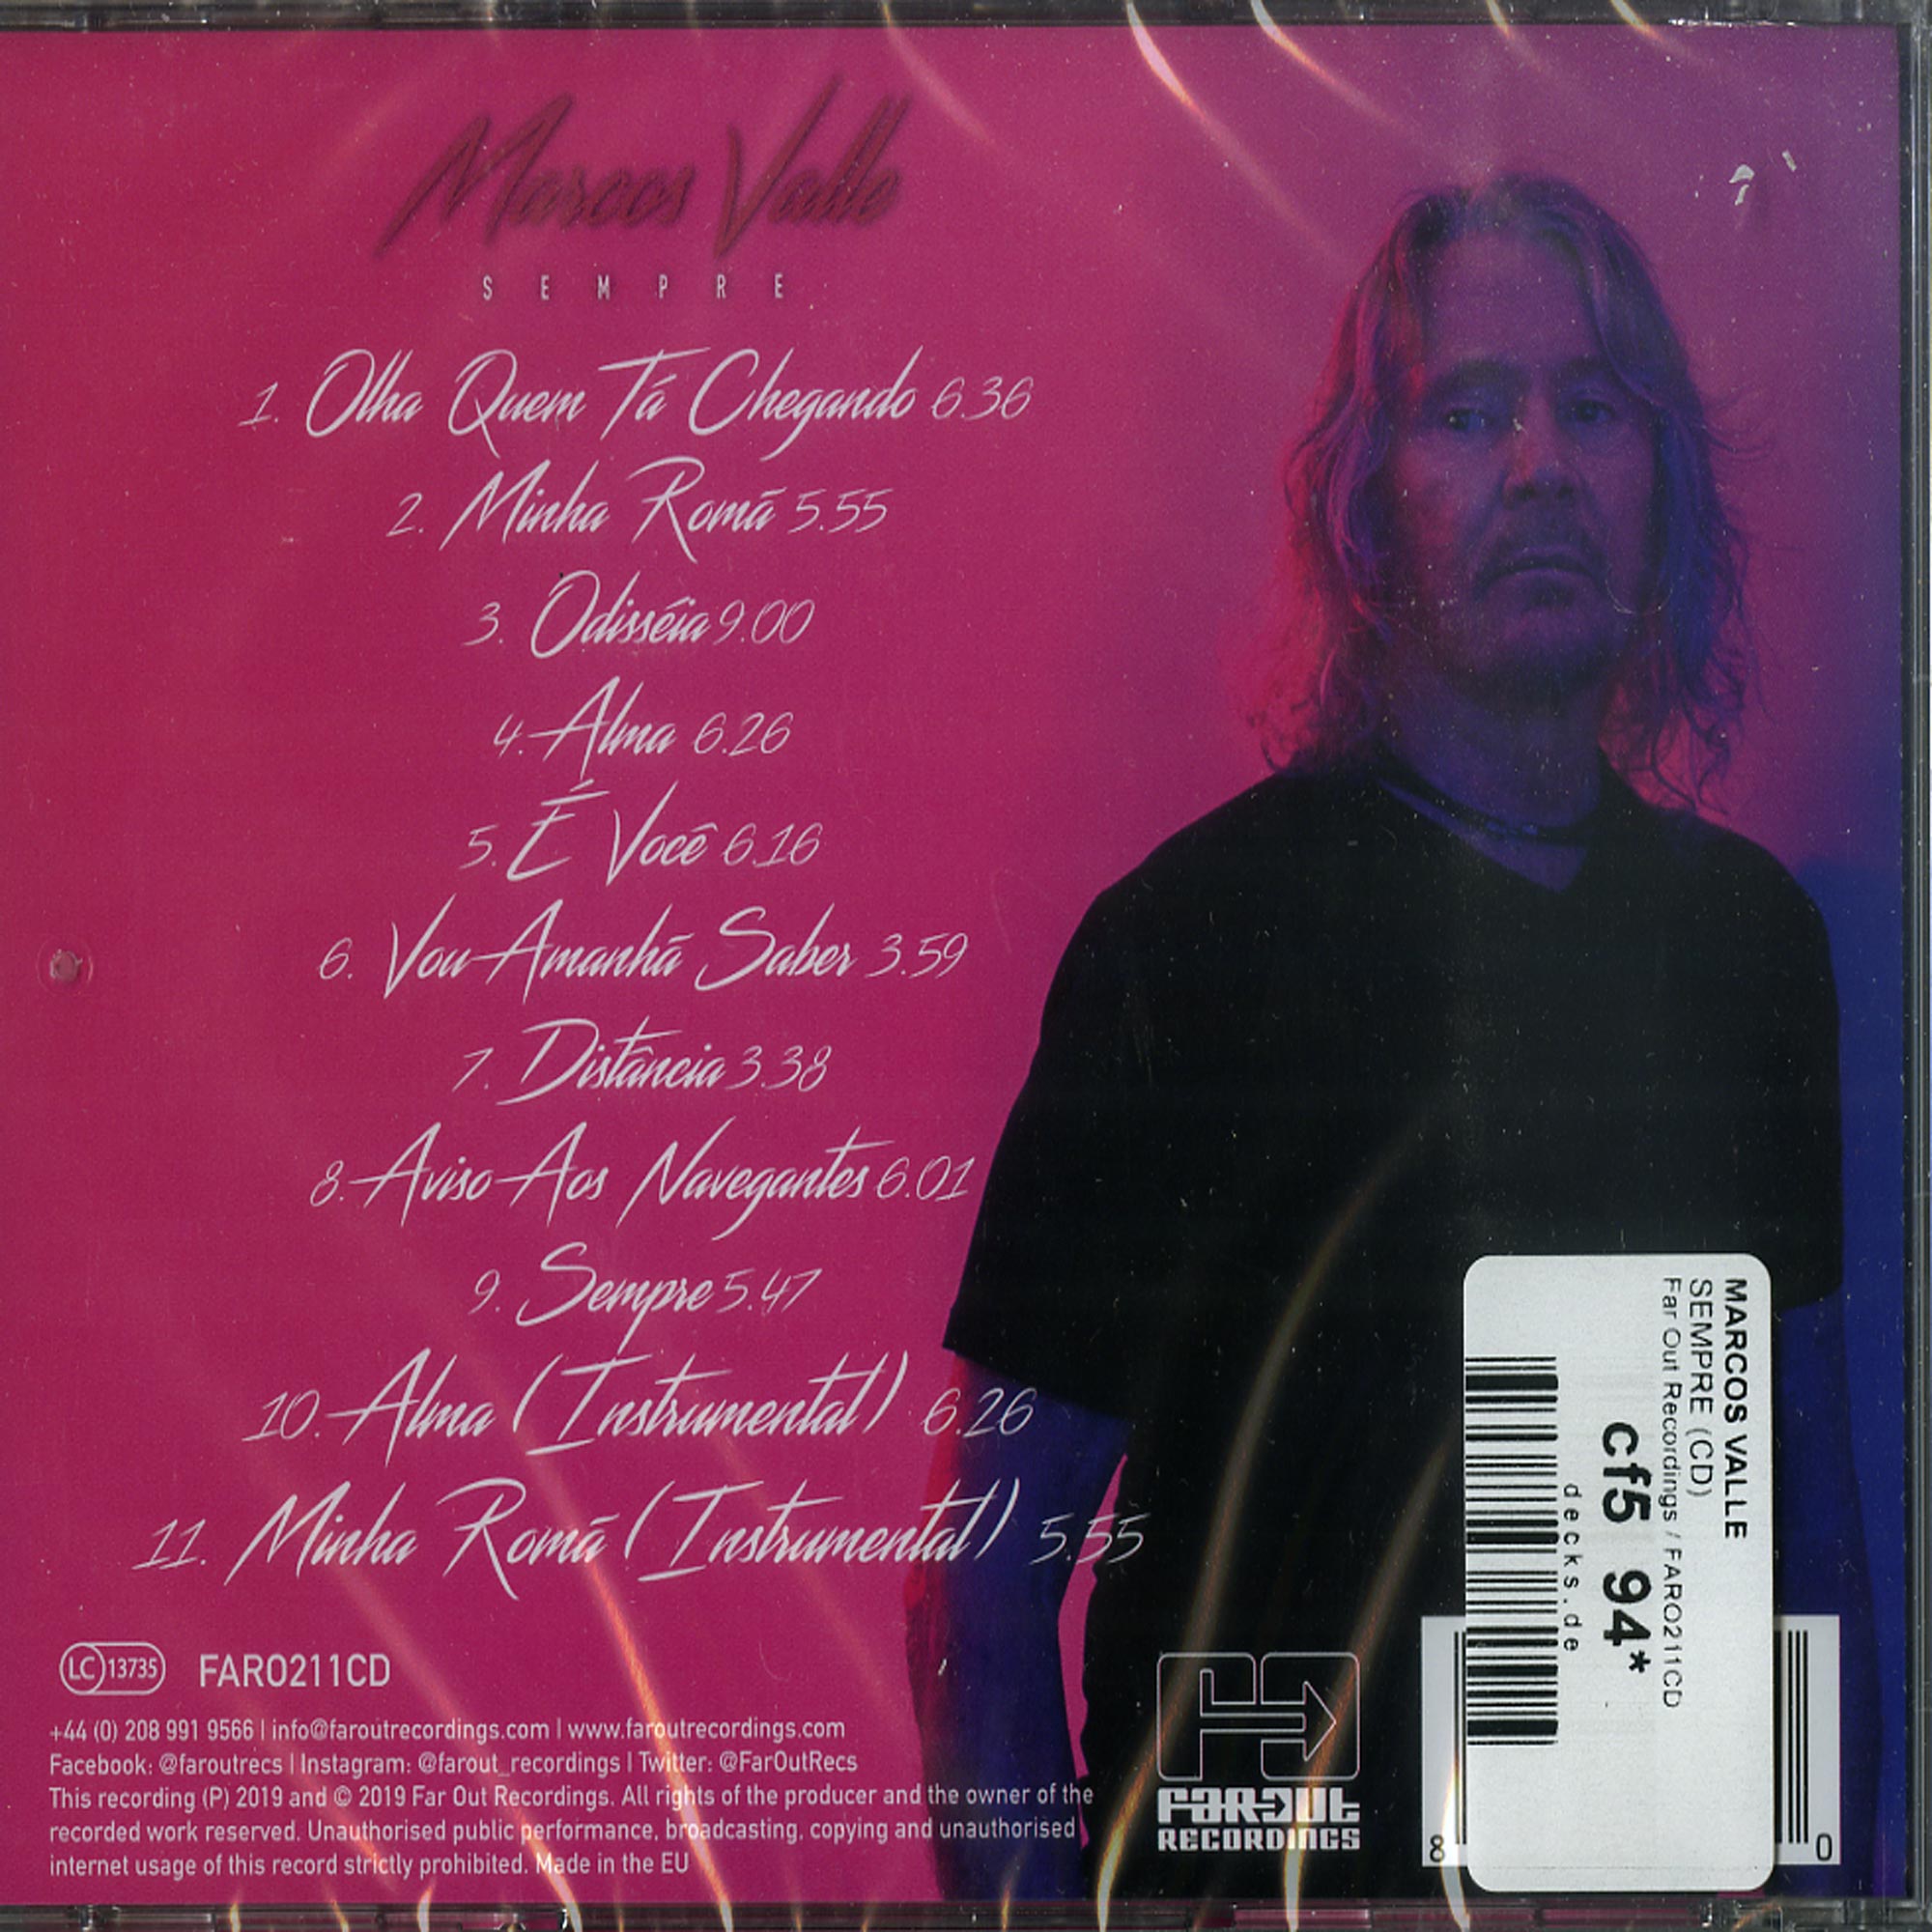 Marcos Valle
SEMPRE
1. Olha Quem Tá Chegando 6.36
2. Minha Romã 5.55
3. Odisséia 9.00
4. Alma 6.26
5. É Você 6.16
6. Vou Amanhã Saber 3.59
7. Distância 3.38
8. Aviso Aos Navegantes 6.01
9. Sempre 5.47
10. Alma (Instrumental) 6.26
11. Minha Romã (Instrumental) 5.55
LC 13735 FARO211CD
+44 (0) 208 991 9566 | info@faroutrecordings.com | www.faroutrecordings.com
Facebook: @faroutrecs | Instagram: @farout_recordings | Twitter: @FarOutRecs
This recording (P) 2019 and © 2019 Far Out Recordings. All rights of the producer and the owner of the
recorded work reserved. Unauthorised public performance, broadcasting, copying and unauthorised
internet usage of this record strictly prohibited. Made in the EU
FAR OUT
RECORDINGS
MARCOS VALLE
SEMPRE (CD)
Far Out Recordings / FARO211CD
cf5 94*
decks.de
8 0